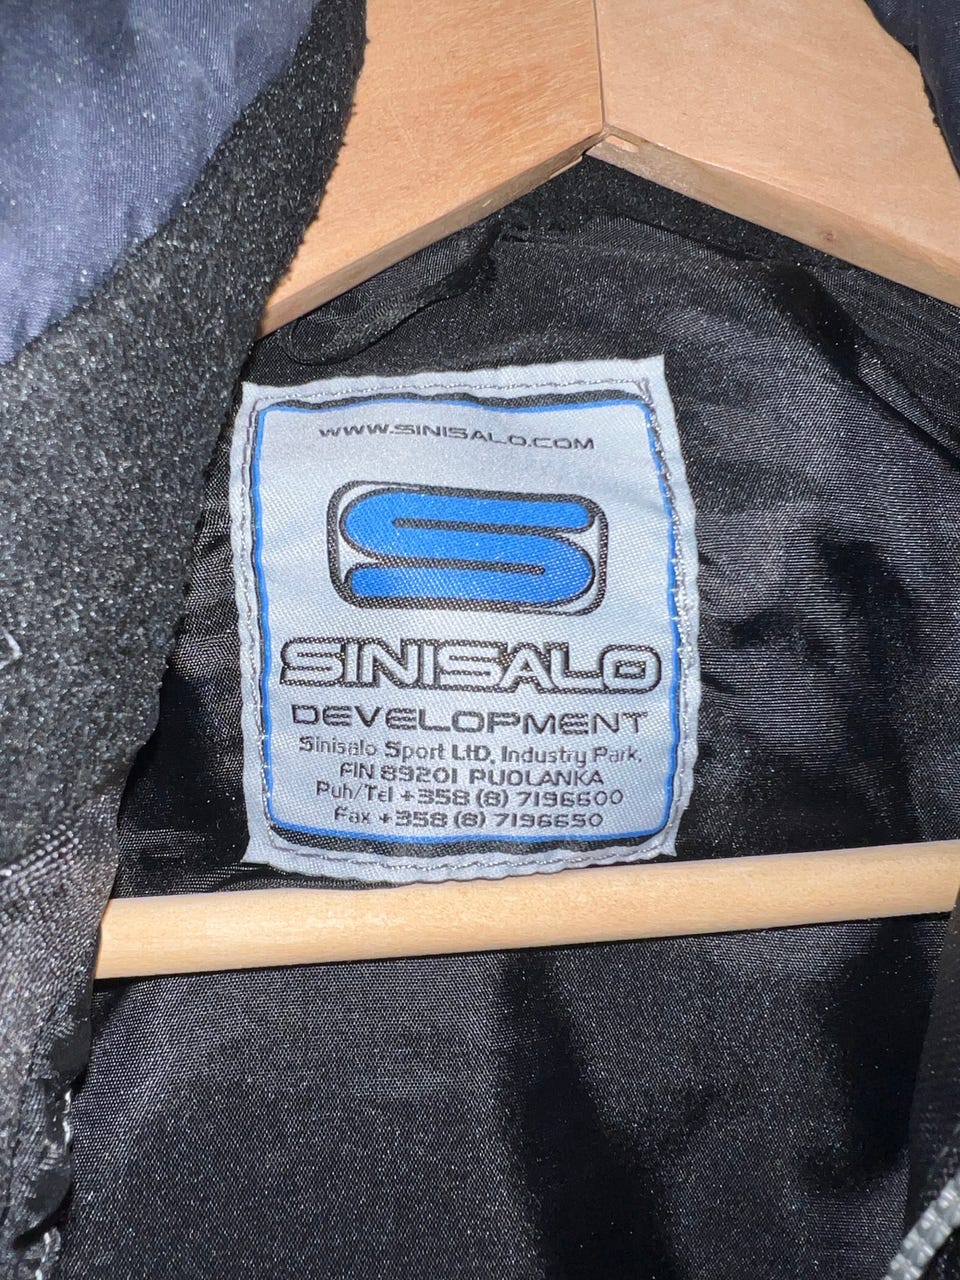 WWW.SINISALO.COM
S
SINISALO
DEVELOPMENT
Sinisalo Sport LtD, Industry Park,
FIN 89201 PUOLANKA
Puh/Tel +358 (8) 7196600
Fax +358 (8) 7196650